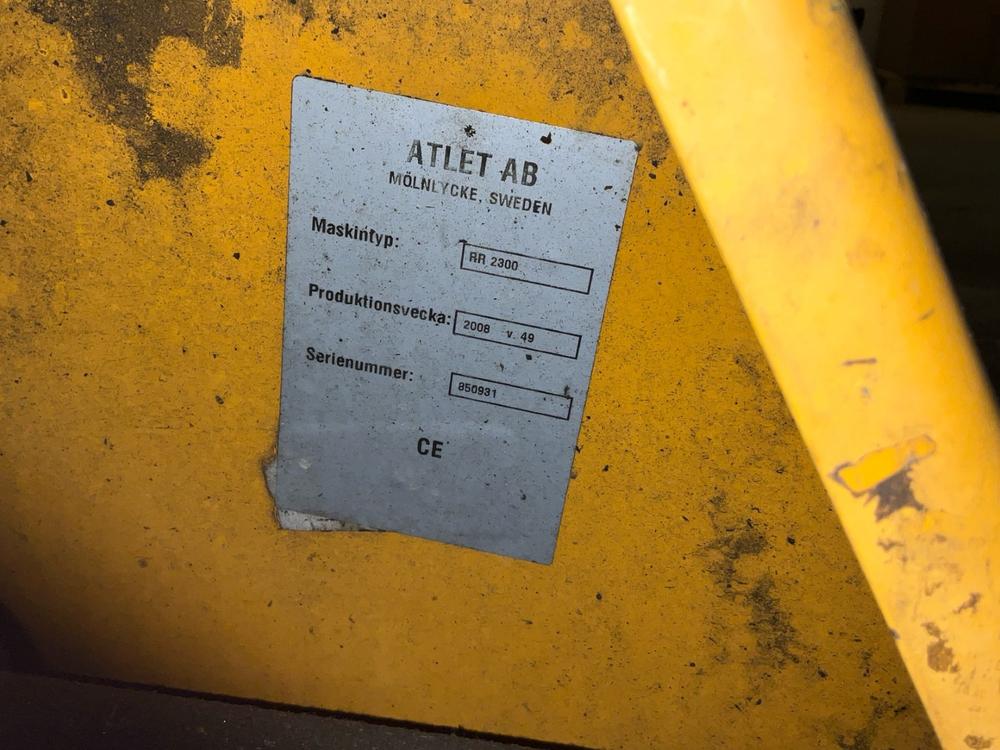 ATLET AB
MÖLNLYCKE, SWEDEN
Maskintyp: RR 2300
Produktionsvecka: 2008 v. 49
Serienummer: 850931
CE